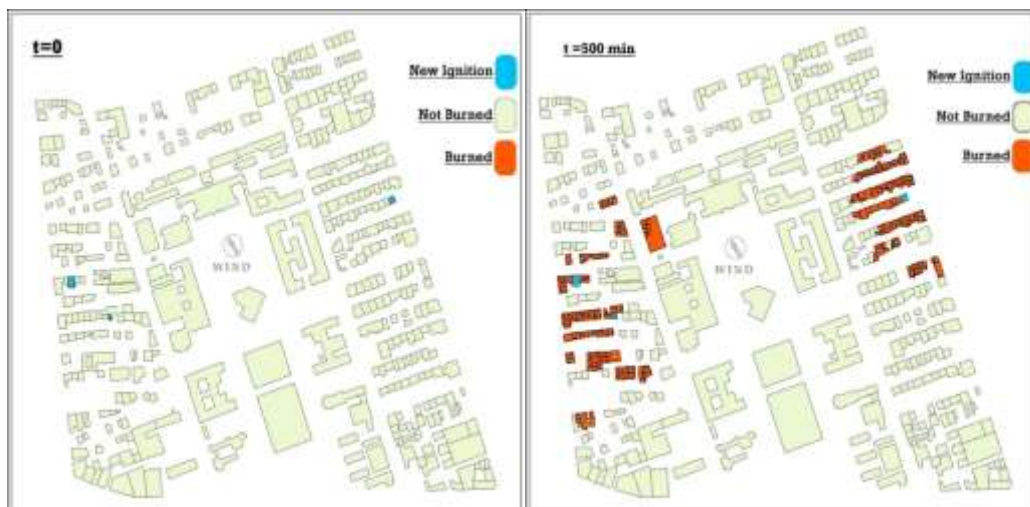 t=0
New Ignition
Not Burned
Burned
WIND
t =500 min
New Ignition
Not Burned
Burned
WIND